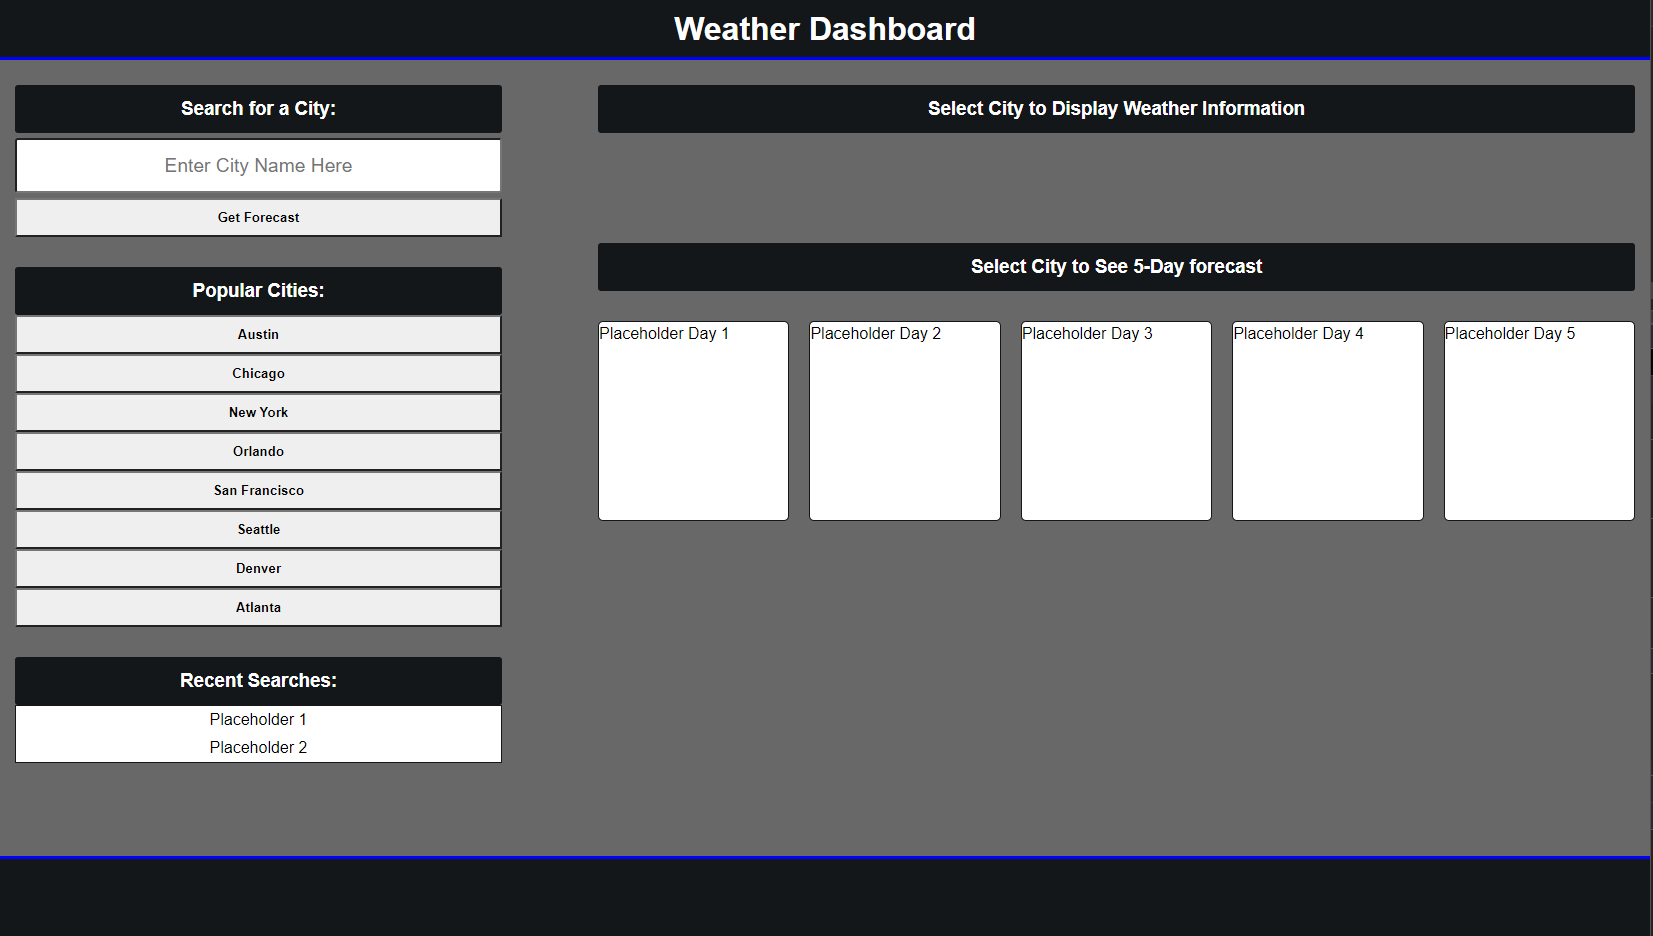 Weather Dashboard
Search for a City:
Enter City Name Here
Get Forecast
Popular Cities:
Austin
Chicago
New York
Orlando
San Francisco
Seattle
Denver
Atlanta
Recent Searches:
Placeholder 1
Placeholder 2
Select City to Display Weather Information
Select City to See 5-Day forecast
Placeholder Day 1
Placeholder Day 2
Placeholder Day 3
Placeholder Day 4
Placeholder Day 5